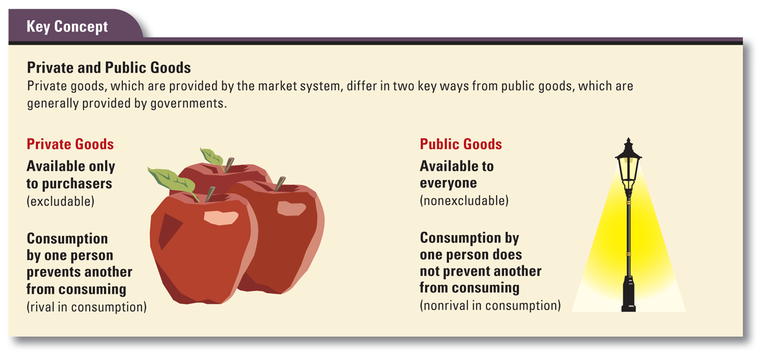 Key Concept
Private and Public Goods
Private goods, which are provided by the market system, differ in two key ways from public goods, which are
generally provided by governments.
Private Goods
Available only
to purchasers
(excludable)
Consumption
by one person
prevents another
from consuming
(rival in consumption)
Public Goods
Available to
everyone
(nonexcludable)
Consumption by
one person does
not prevent another
from consuming
(nonrival in consumption)